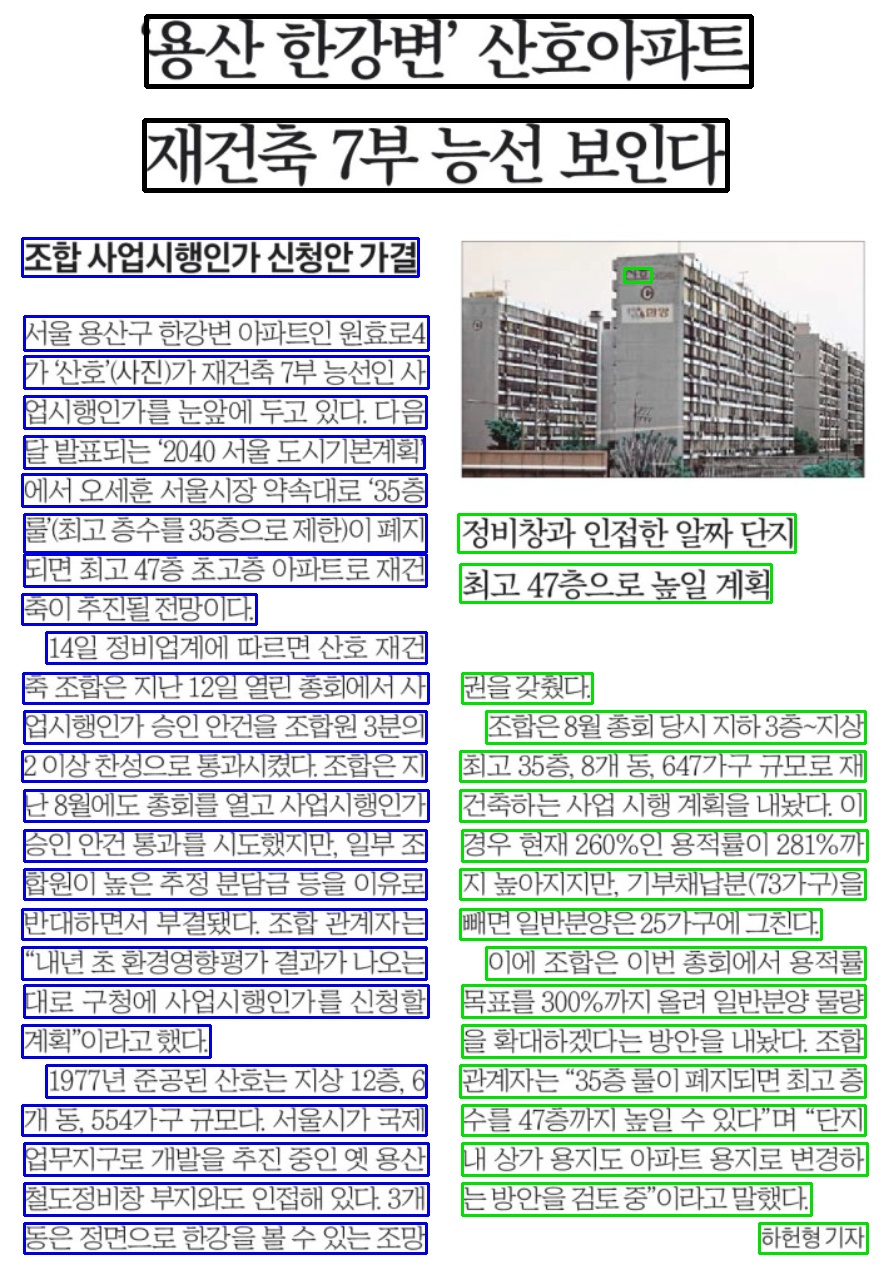 ‘용산 한강변’ 산호아파트
재건축 7부 능선 보인다
조합 사업시행인가 신청안 가결
서울 용산구 한강변 아파트인 원효로4
가 ‘산호’(사진)가 재건축 7부 능선인 사
업시행인가를 눈앞에 두고 있다. 다음
달 발표되는 ‘2040 서울 도시기본계획’
에서 오세훈 서울시장 약속대로 ‘35층
룰’(최고 층수를 35층으로 제한)이 폐지
되면 최고 47층 초고층 아파트로 재건
축이 추진될 전망이다.
14일 정비업계에 따르면 산호 재건
축 조합은 지난 12일 열린 총회에서 사
업시행인가 승인 안건을 조합원 3분의
2 이상 찬성으로 통과시켰다. 조합은 지
난 8월에도 총회를 열고 사업시행인가
승인 안건 통과를 시도했지만, 일부 조
합원이 높은 추정 분담금 등을 이유로
반대하면서 부결됐다. 조합 관계자는
“내년 초 환경영향평가 결과가 나오는
대로 구청에 사업시행인가를 신청할
계획”이라고 했다.
1977년 준공된 산호는 지상 12층, 6
개 동, 554가구 규모다. 서울시가 국제
업무지구로 개발을 추진 중인 옛 용산
철도정비창 부지와도 인접해 있다. 3개
동은 정면으로 한강을 볼 수 있는 조망
C
정비창과 인접한 알짜 단지
최고 47층으로 높일 계획
권을 갖췄다.
조합은 8월 총회 당시 지하 3층~지상
최고 35층, 8개 동, 647가구 규모로 재
건축하는 사업 시행 계획을 내놨다. 이
경우 현재 260%인 용적률이 281%까
지 높아지지만, 기부채납분(73가구)을
빼면 일반분양은 25가구에 그친다.
이에 조합은 이번 총회에서 용적률
목표를 300%까지 올려 일반분양 물량
을 확대하겠다는 방안을 내놨다. 조합
관계자는 “35층 룰이 폐지되면 최고 층
수를 47층까지 높일 수 있다”며 “단지
내 상가 용지도 아파트 용지로 변경하
는 방안을 검토 중”이라고 말했다.
하헌형 기자